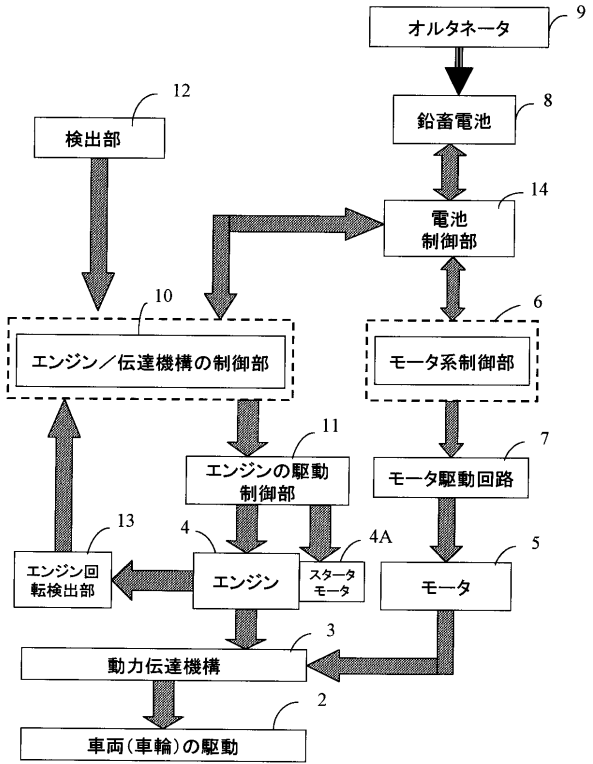 オルタネータ
9
鉛畜電池
8
12
検出部
14
電池
制御部
10
エンジン／伝達機構の制御部
6
モータ系制御部
11
エンジンの駆動
制御部
7
モータ駆動回路
13
エンジン回
転検出部
4
エンジン
4A
スタータ
モータ
5
モータ
3
動力伝達機構
2
車両(車輪)の駆動